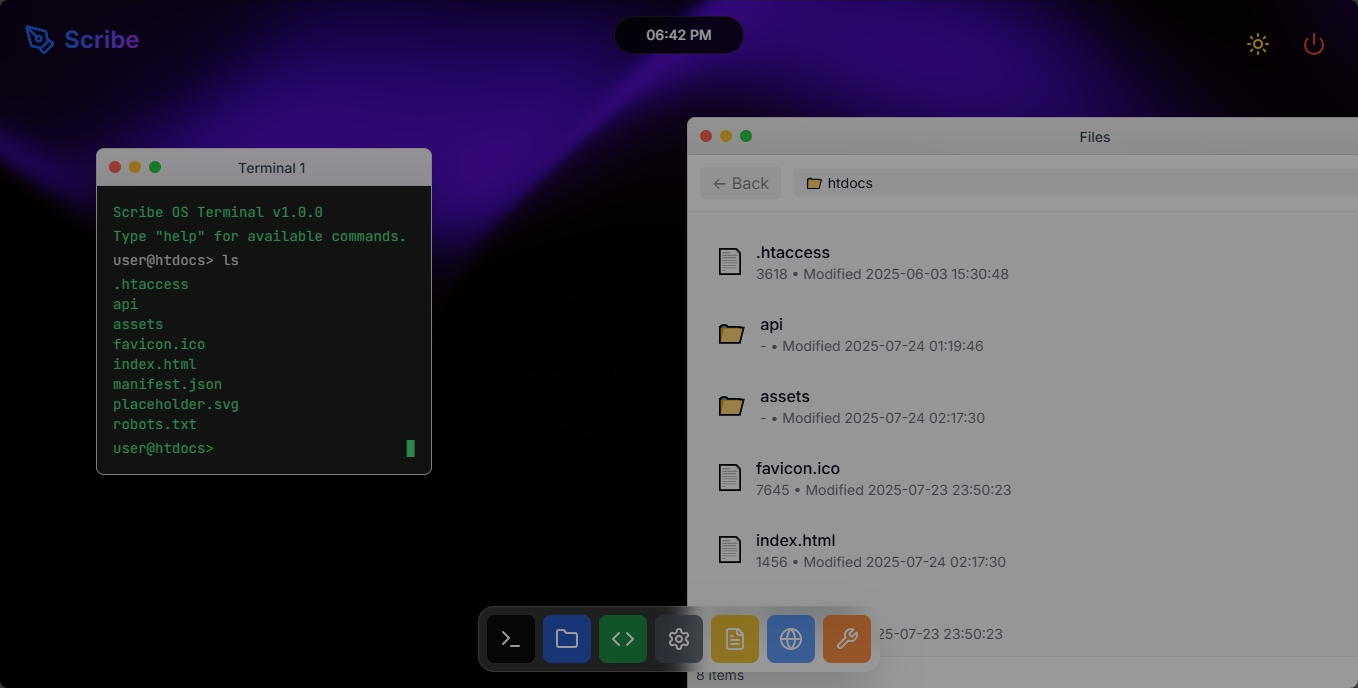 Scribe
06:42 PM
Terminal 1
Scribe OS Terminal v1.0.0
Type "help" for available commands.
user@htdocs> ls
.htaccess
api
assets
favicon.ico
index.html
manifest.json
placeholder.svg
robots.txt
user@htdocs>
Files
← Back
htdocs
.htaccess
3618 • Modified 2025-06-03 15:30:48
api
- • Modified 2025-07-24 01:19:46
assets
- • Modified 2025-07-24 02:17:30
favicon.ico
7645 • Modified 2025-07-23 23:50:23
index.html
1456 • Modified 2025-07-24 02:17:30
25-07-23 23:50:23
8 items